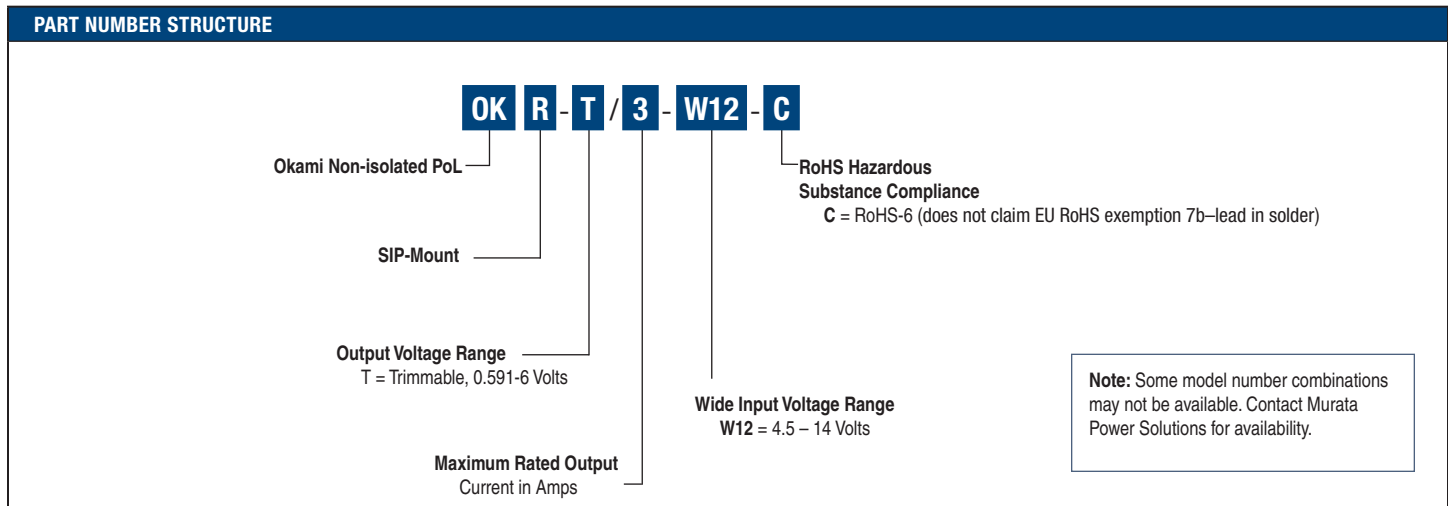 PART NUMBER STRUCTURE
OK R - T / 3 - W12 - C
Okami Non-isolated PoL
RoHS Hazardous
Substance Compliance
C = RoHS-6 (does not claim EU RoHS exemption 7b–lead in solder)
SIP-Mount
Output Voltage Range
T = Trimmable, 0.591-6 Volts
Wide Input Voltage Range
W12 = 4.5 – 14 Volts
Maximum Rated Output
Current in Amps
Note: Some model number combinations
may not be available. Contact Murata
Power Solutions for availability.